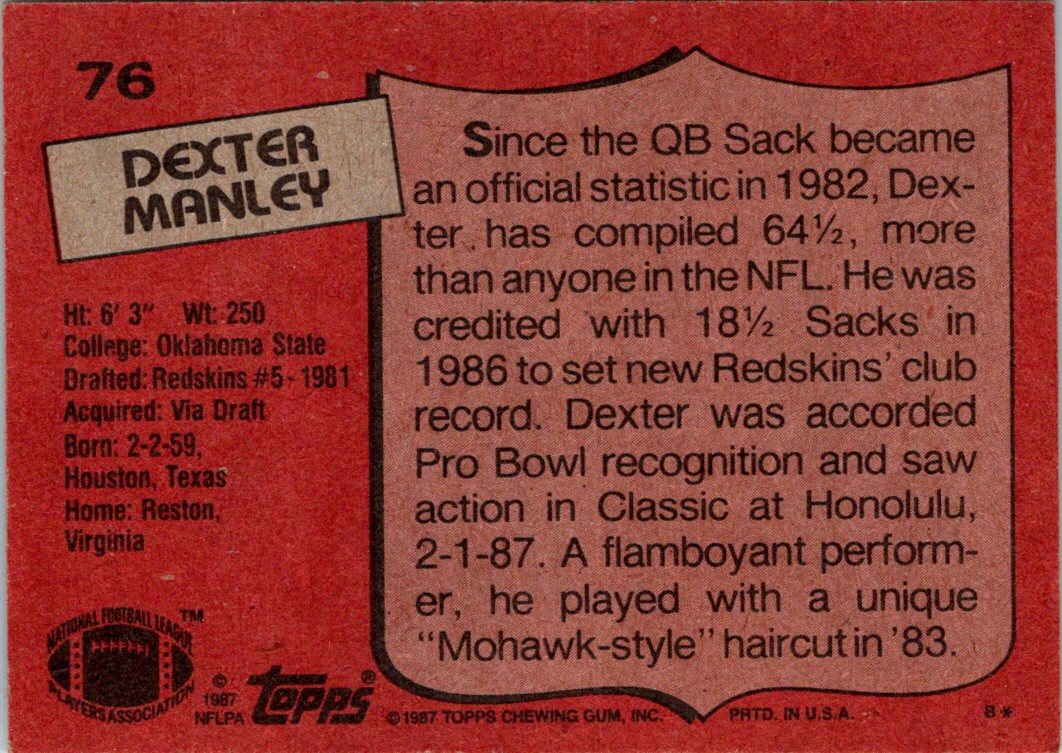 76
DEXTER
MANLEY
Ht: 6' 3" Wt: 250
College: Oklahoma State
Drafted: Redskins #5 - 1981
Acquired: Via Draft
Born: 2-2-59,
Houston, Texas
Home: Reston,
Virginia
Since the QB Sack became
an official statistic in 1982, Dex-
ter has compiled 64½, more
than anyone in the NFL. He was
credited with 18½ Sacks in
1986 to set new Redskins' club
record. Dexter was accorded
Pro Bowl recognition and saw
action in Classic at Honolulu,
2-1-87. A flamboyant perform-
er, he played with a unique
"Mohawk-style" haircut in '83.
NATIONAL FOOTBALL LEAGUE ™
PLAYERS ASSOCIATION
©
1987
NFLPA
topps®
© 1987 TOPPS CHEWING GUM, INC. PRTD. IN U.S.A. B*